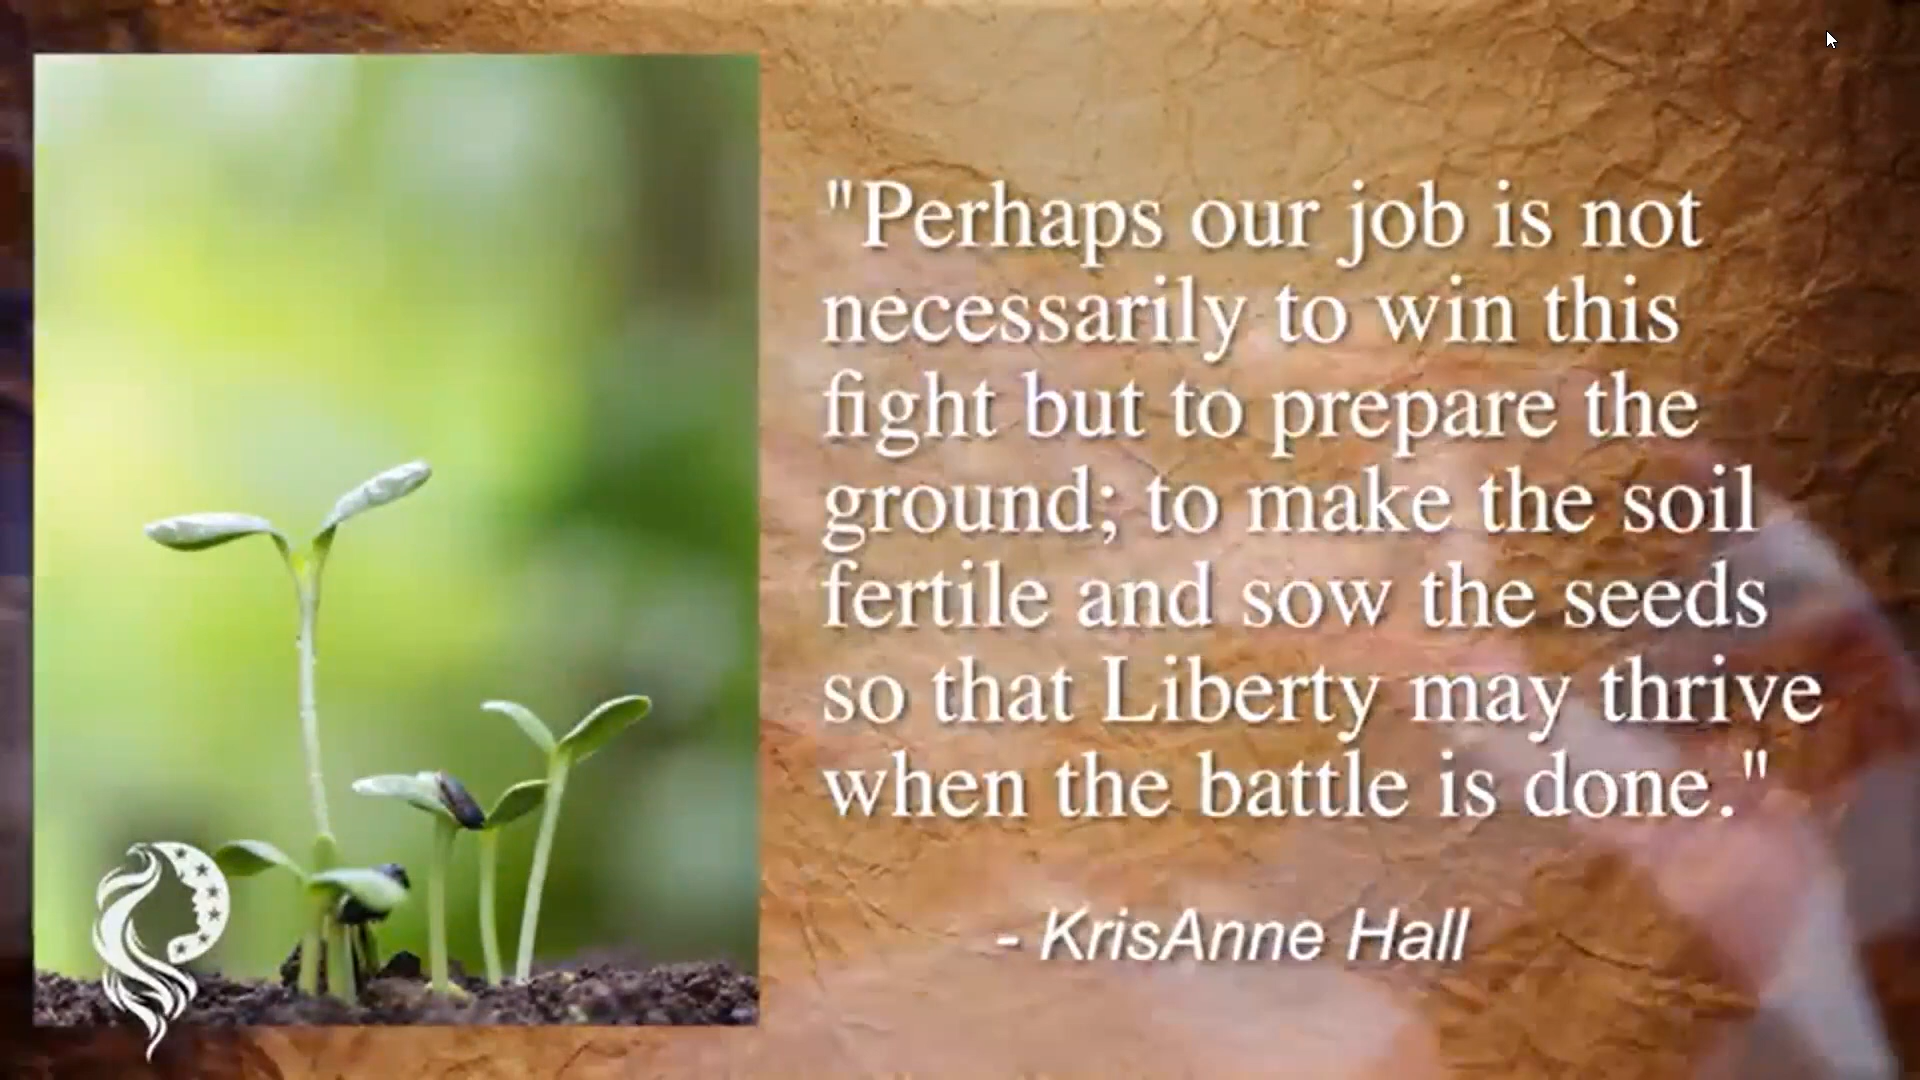 "Perhaps our job is not
necessarily to win this
fight but to prepare the
ground; to make the soil
fertile and sow the seeds
so that Liberty may thrive
when the battle is done."
- KrisAnne Hall